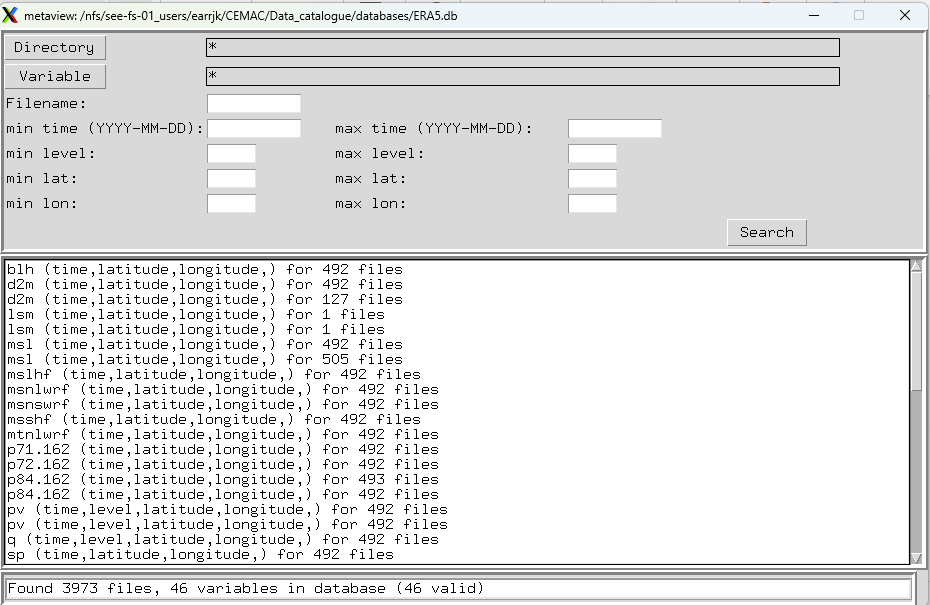 metaview: /nfs/see-fs-01_users/earrjk/CEMAC/Data_catalogue/databases/ERA5.db
Directory *
Variable *
Filename:
min time (YYYY-MM-DD): max time (YYYY-MM-DD):
min level: max level:
min lat: max lat:
min lon: max lon:
Search
blh (time,latitude,longitude,) for 492 files
d2m (time,latitude,longitude,) for 492 files
d2m (time,latitude,longitude,) for 127 files
lsm (time,latitude,longitude,) for 1 files
lsm (time,latitude,longitude,) for 1 files
msl (time,latitude,longitude,) for 492 files
msl (time,latitude,longitude,) for 505 files
mslhf (time,latitude,longitude,) for 492 files
msnlwrf (time,latitude,longitude,) for 492 files
msnswrf (time,latitude,longitude,) for 492 files
msshf (time,latitude,longitude,) for 492 files
mtnlwrf (time,latitude,longitude,) for 492 files
p71.162 (time,latitude,longitude,) for 492 files
p72.162 (time,latitude,longitude,) for 492 files
p84.162 (time,latitude,longitude,) for 493 files
p84.162 (time,latitude,longitude,) for 492 files
pv (time,level,latitude,longitude,) for 492 files
pv (time,level,latitude,longitude,) for 492 files
q (time,level,latitude,longitude,) for 492 files
sp (time,latitude,longitude,) for 492 files
Found 3973 files, 46 variables in database (46 valid)